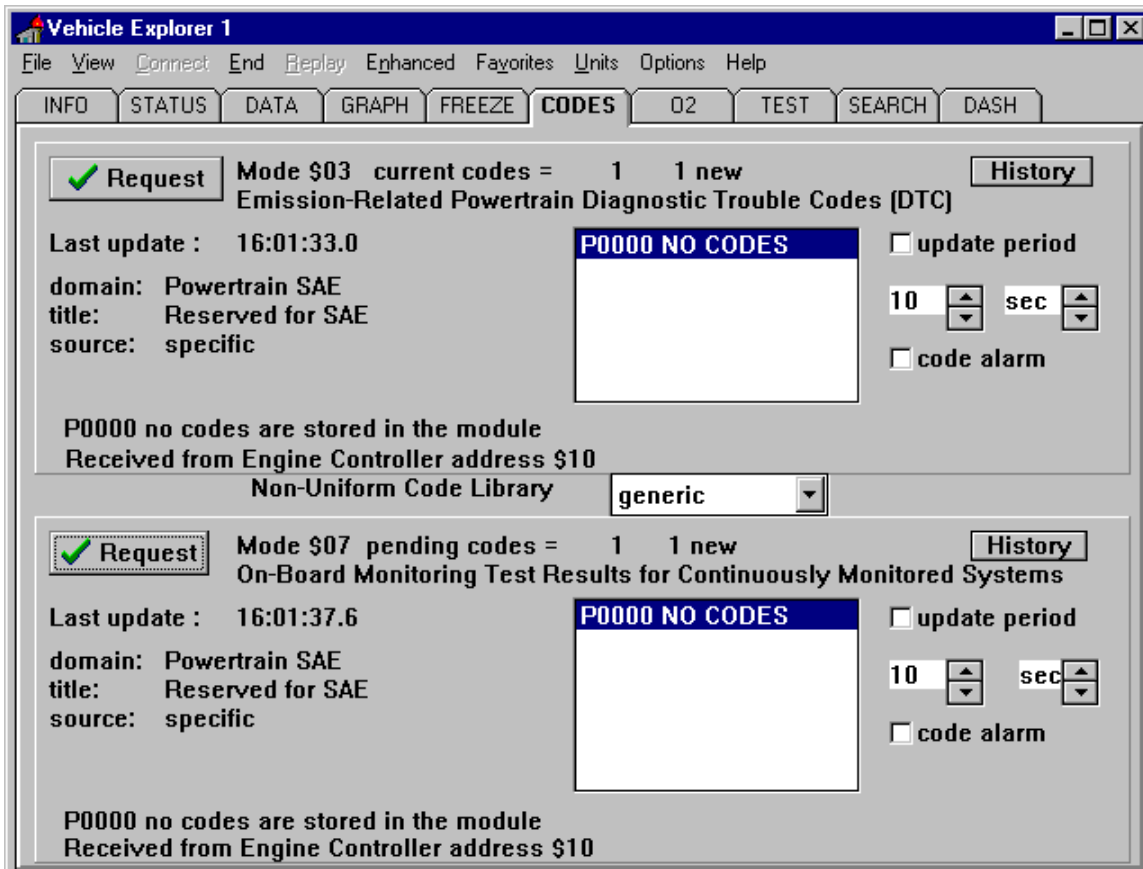 Vehicle Explorer 1
File View Connect End Replay Enhanced Favorites Units Options Help
INFO STATUS DATA GRAPH FREEZE CODES O2 TEST SEARCH DASH
Request Mode $03 current codes = 1 1 new History
Emission-Related Powertrain Diagnostic Trouble Codes (DTC)
Last update : 16:01:33.0 P0000 NO CODES update period
domain: Powertrain SAE
title: Reserved for SAE 10 sec
source: specific
code alarm
P0000 no codes are stored in the module
Received from Engine Controller address $10
Non-Uniform Code Library generic
Request Mode $07 pending codes = 1 1 new History
On-Board Monitoring Test Results for Continuously Monitored Systems
Last update : 16:01:37.6 P0000 NO CODES update period
domain: Powertrain SAE
title: Reserved for SAE 10 sec
source: specific
code alarm
P0000 no codes are stored in the module
Received from Engine Controller address $10